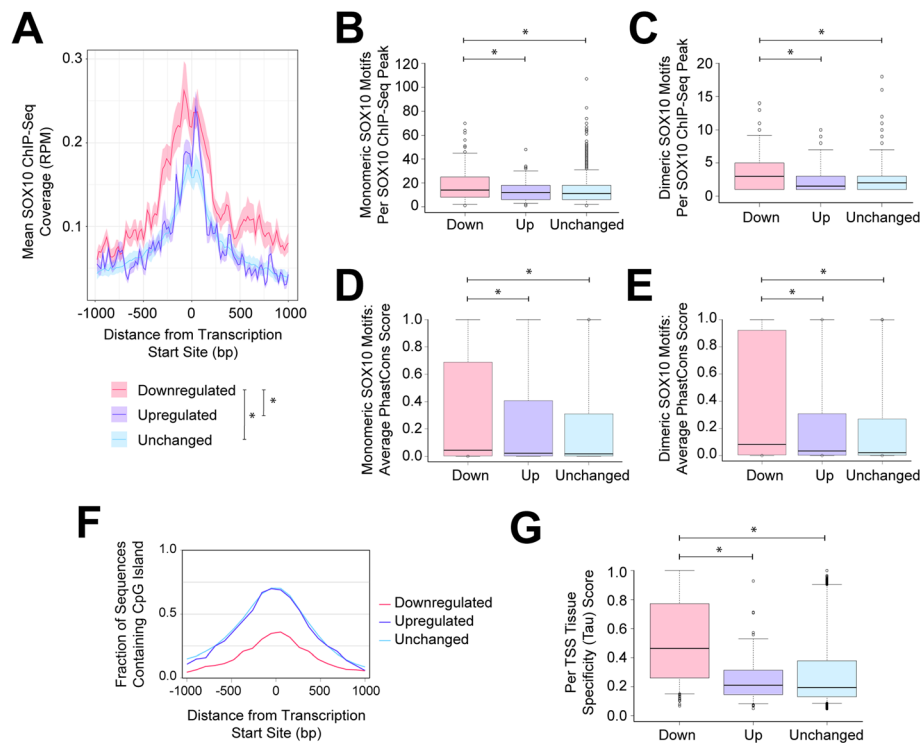 A
Mean SOX10 ChIP-Seq
Coverage (RPM)
0.3
0.2
0.1
-1000
-500
0
500
1000
Distance from Transcription
Start Site (bp)
Downregulated
Upregulated
Unchanged
*
*
B
Monomeric SOX10 Motifs
Per SOX10 ChIP-Seq Peak
120
100
80
60
40
20
0
*
*
Down
Up
Unchanged
C
Dimeric SOX10 Motifs
Per SOX10 ChIP-Seq Peak
20
15
10
5
0
*
*
Down
Up
Unchanged
D
Monomeric SOX10 Motifs:
Average PhastCons Score
1.0
0.8
0.6
0.4
0.2
0.0
*
*
Down
Up
Unchanged
E
Dimeric SOX10 Motifs:
Average PhastCons Score
1.0
0.8
0.6
0.4
0.2
0.0
*
*
Down
Up
Unchanged
F
Fraction of Sequences
Containing CpG Island
1.0
0.5
0.0
-1000
-500
0
500
1000
Distance from Transcription
Start Site (bp)
Downregulated
Upregulated
Unchanged
G
Per TSS Tissue
Specificity (Tau) Score
1.0
0.8
0.6
0.4
0.2
0.0
*
*
Down
Up
Unchanged